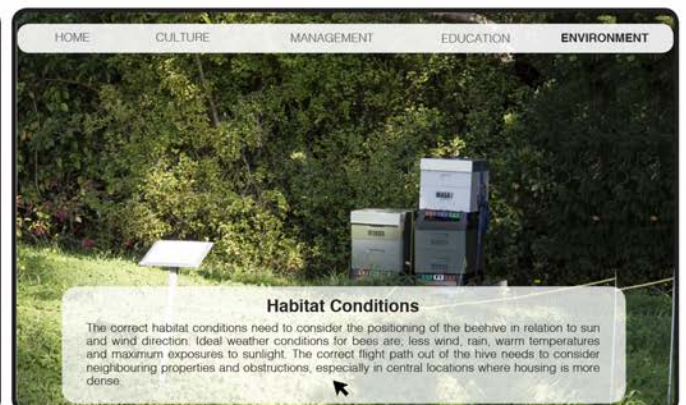 HOME CULTURE MANAGEMENT EDUCATION ENVIRONMENT
Habitat Conditions
The correct habitat conditions need to consider the positioning of the beehive in relation to sun
and wind direction. Ideal weather conditions for bees are; less wind, rain, warm temperatures
and maximum exposures to sunlight. The correct flight path out of the hive needs to consider
neighbouring properties and obstructions, especially in central locations where housing is more
dense.